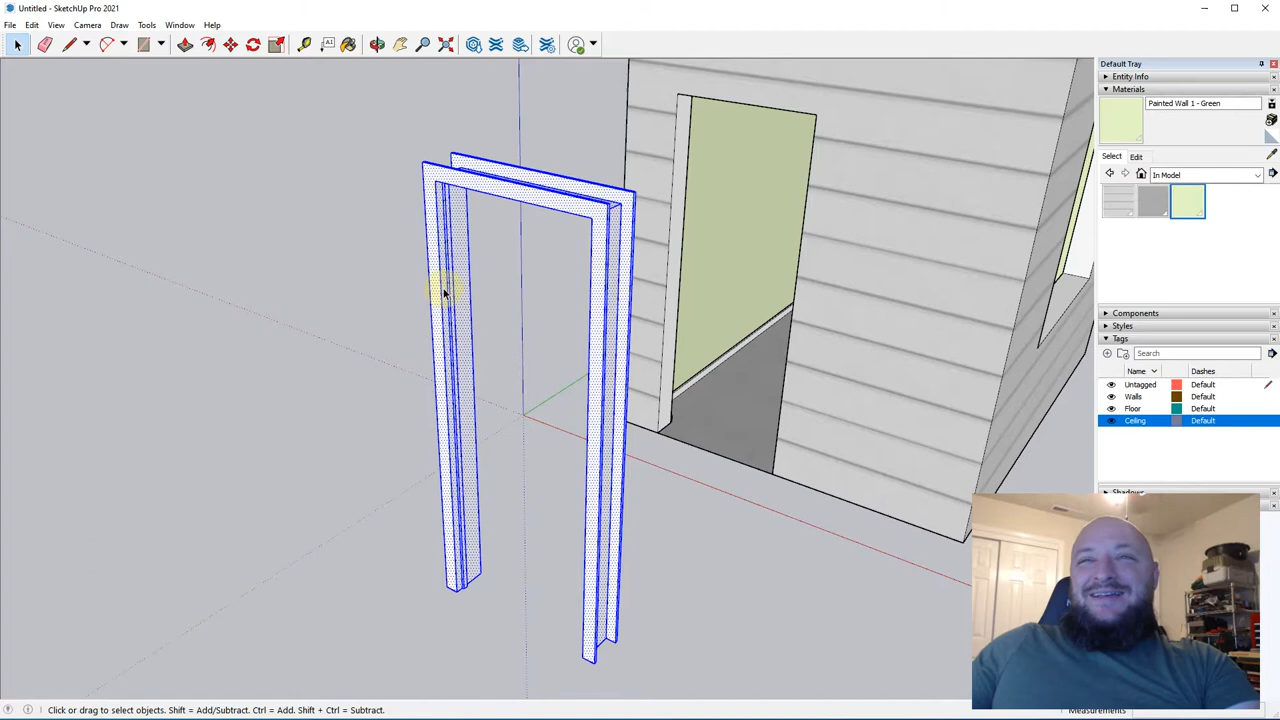 Untitled - SketchUp Pro 2021
File Edit View Camera Draw Tools Window Help
Default Tray
Entity Info
Materials
Painted Wall 1 - Green
Select Edit
In Model
Components
Styles
Tags
Search
Name Dashes
Untagged Default
Walls Default
Floor Default
Ceiling Default
Shadows
Click or drag to select objects. Shift = Add/Subtract. Ctrl = Add. Shift + Ctrl = Subtract.
Measurements